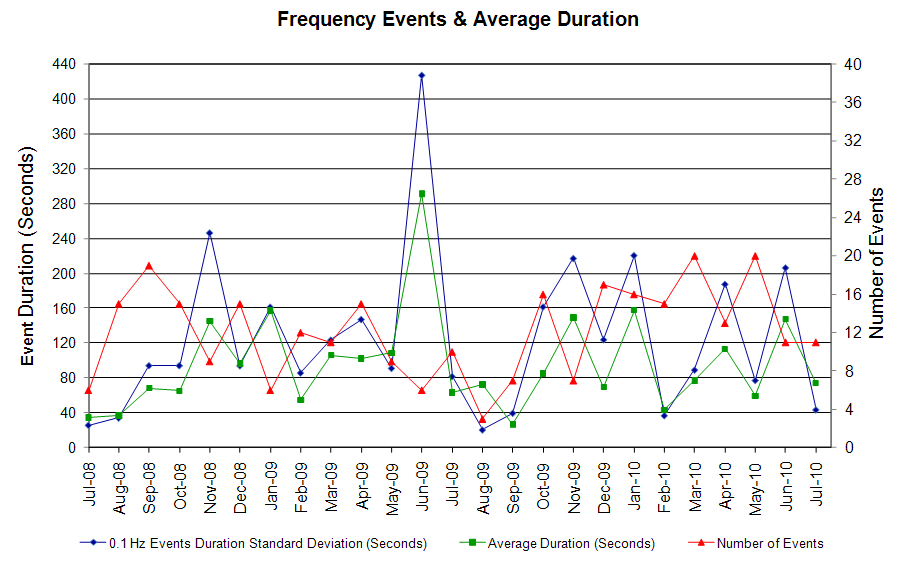 Frequency Events & Average Duration
440
400
360
320
280
240
200
160
120
80
40
0
Event Duration (Seconds)
40
36
32
28
24
20
16
12
8
4
0
Number of Events
Jul-08
Aug-08
Sep-08
Oct-08
Nov-08
Dec-08
Jan-09
Feb-09
Mar-09
Apr-09
May-09
Jun-09
Jul-09
Aug-09
Sep-09
Oct-09
Nov-09
Dec-09
Jan-10
Feb-10
Mar-10
Apr-10
May-10
Jun-10
Jul-10
0.1 Hz Events Duration Standard Deviation (Seconds)
Average Duration (Seconds)
Number of Events